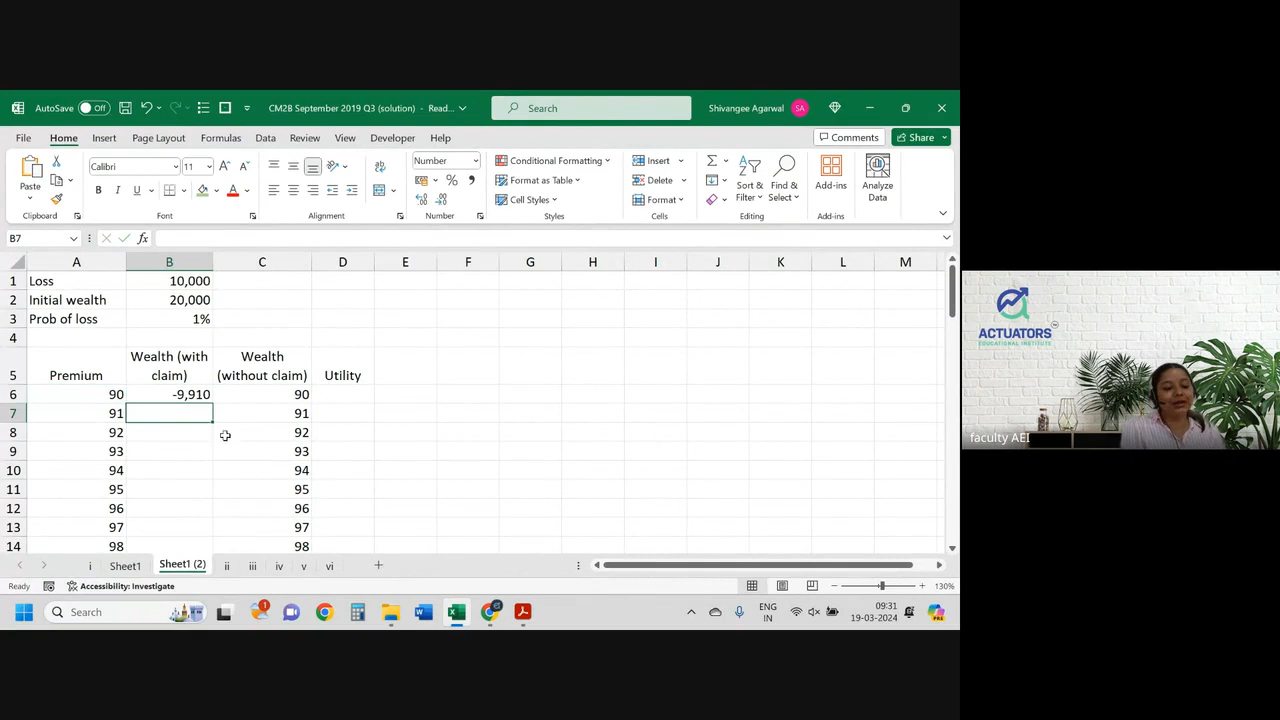 AutoSave Off CM2B September 2019 Q3 (solution) - Read... Search Shivangee Agarwal SA
File Home Insert Page Layout Formulas Data Review View Developer Help Comments Share
Paste Calibri 11 Number Conditional Formatting Format as Table Cell Styles Insert Delete Format Sort & Filter Find & Select Add-ins Analyze Data
Clipboard Font Alignment Number Styles Cells Editing Add-ins
B7 fx
A B C D E F G H I J K L M
1 Loss 10,000
2 Initial wealth 20,000
3 Prob of loss 1%
4
5 Premium Wealth (with claim) Wealth (without claim) Utility
6 90 -9,910 90
7 91 91
8 92 92
9 93 93
10 94 94
11 95 95
12 96 96
13 97 97
14 98 98
i Sheet1 Sheet1 (2) ii iii iv v vi
Ready Accessibility: Investigate 130%
Search ENG IN 09:31 19-03-2024
ACTUATORS
EDUCATIONAL INSTITUTE
faculty AEI